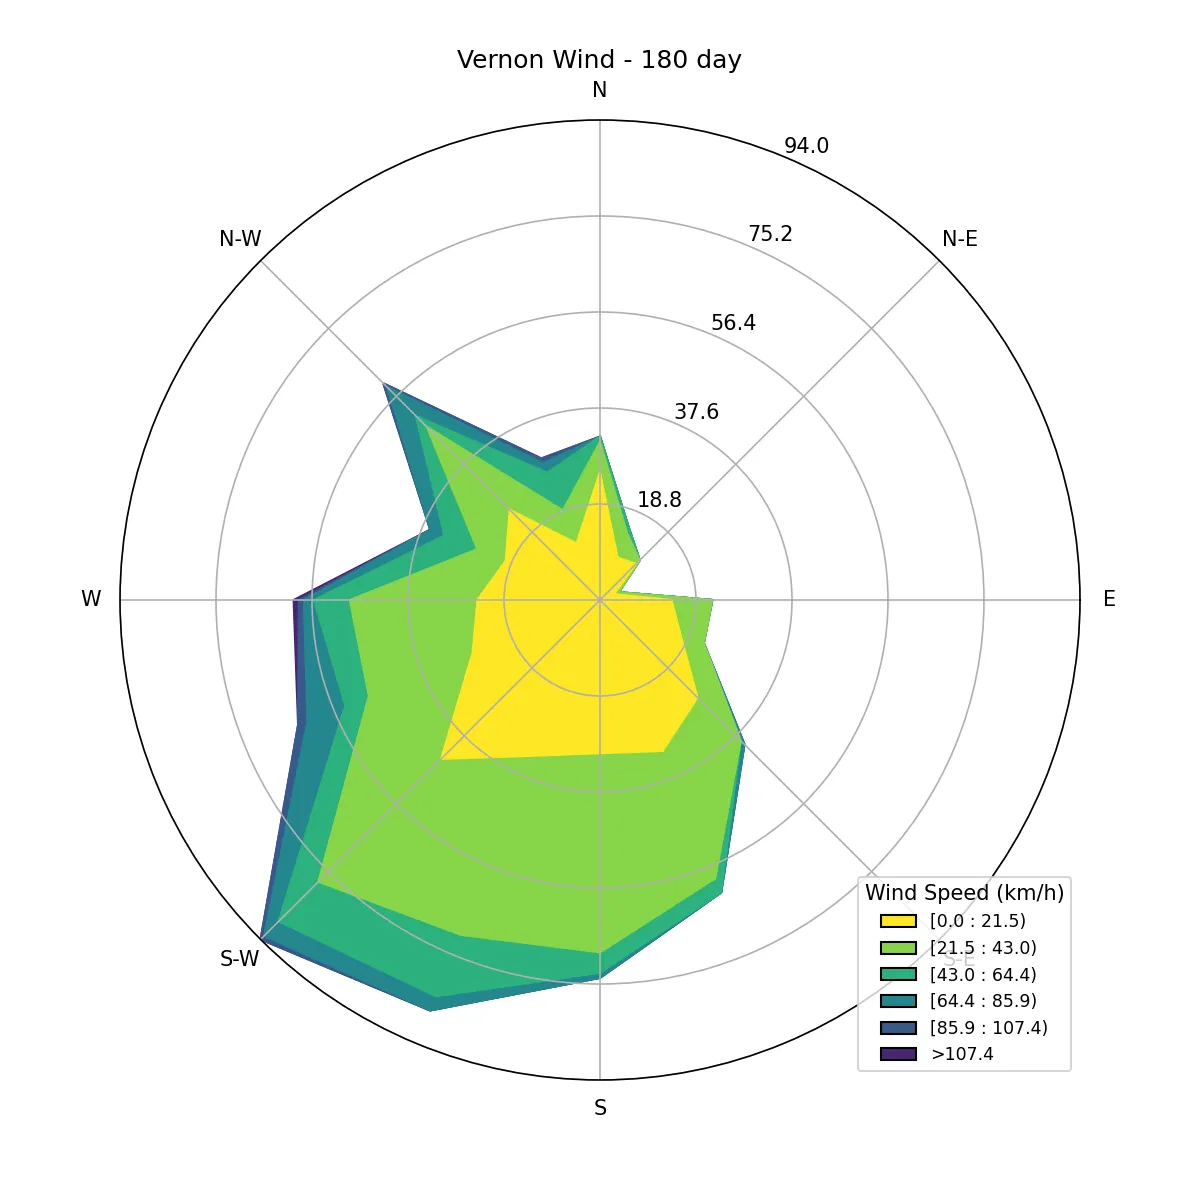 Vernon Wind - 180 day
N
94.0
75.2
N-W
N-E
56.4
37.6
18.8
W
E
S-W
S-E
S
Wind Speed (km/h)
[0.0 : 21.5)
[21.5 : 43.0)
[43.0 : 64.4)
[64.4 : 85.9)
[85.9 : 107.4)
>107.4